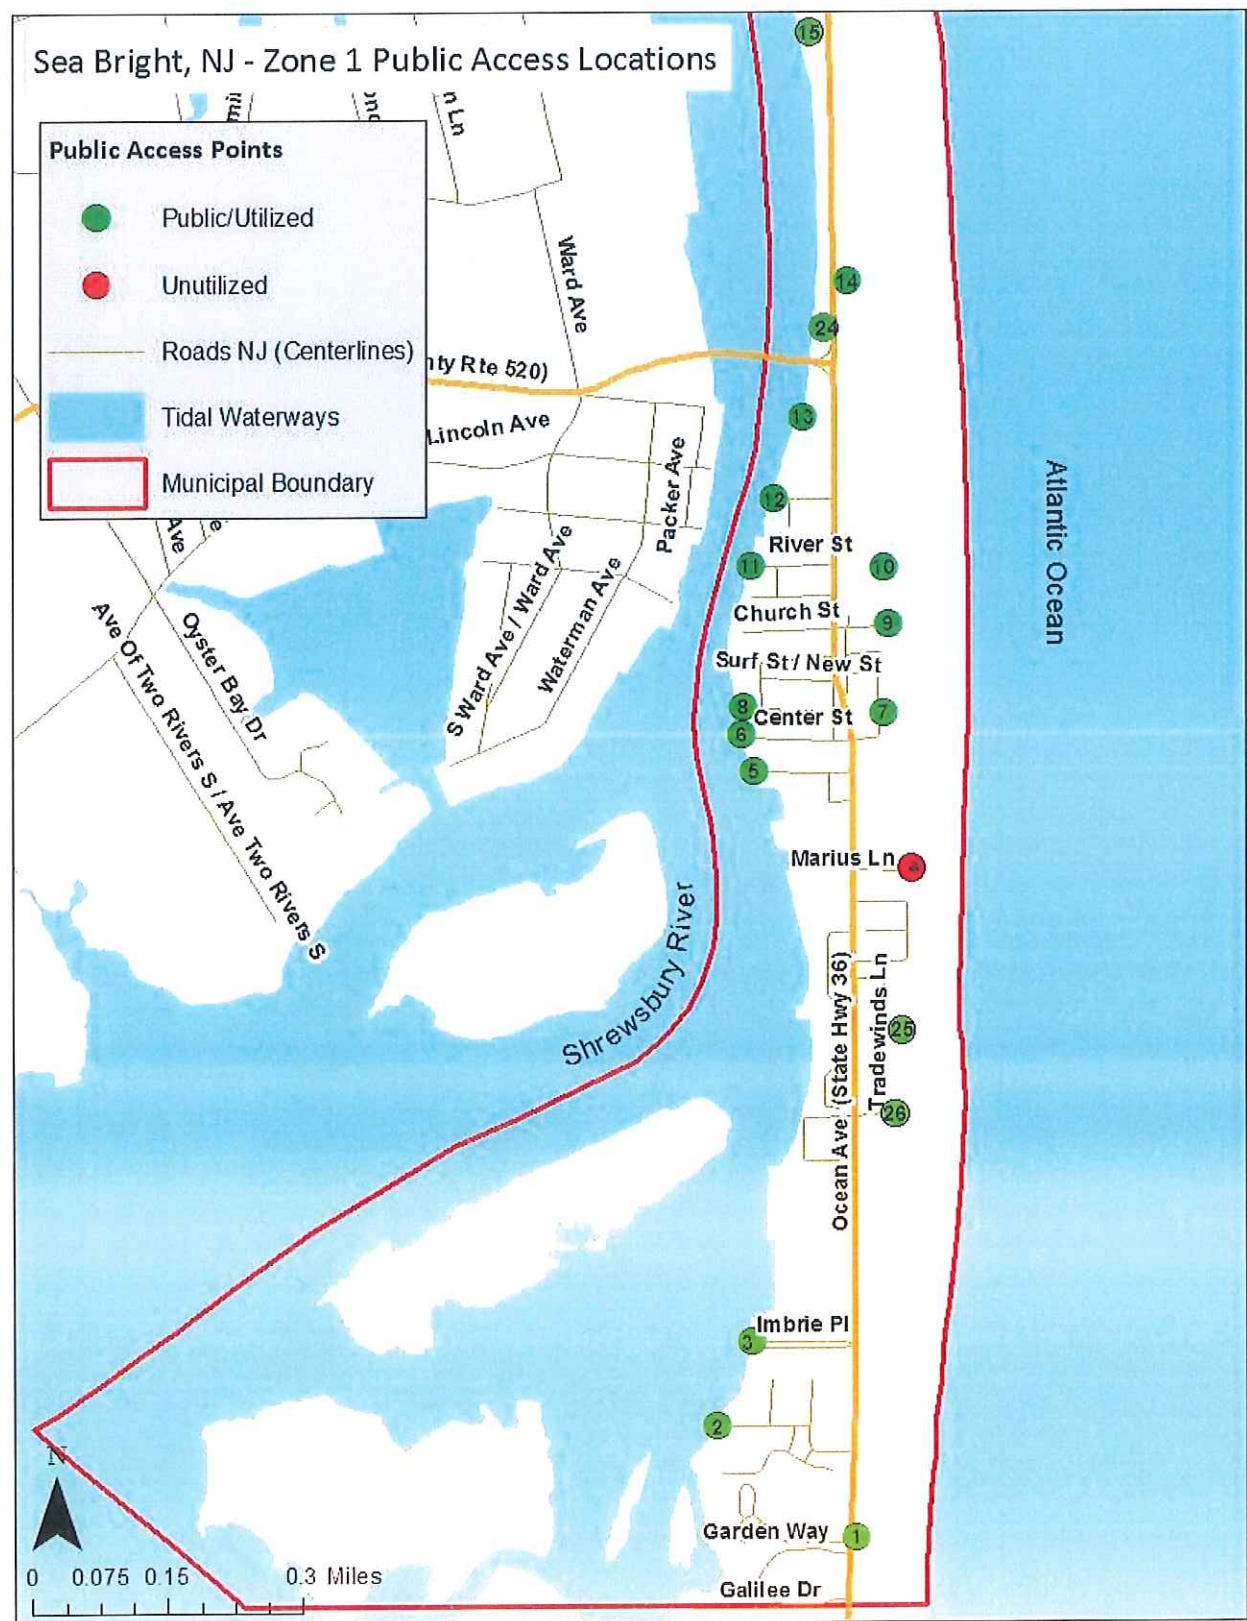 Sea Bright, NJ - Zone 1 Public Access Locations
15
n Ln
Public Access Points
Public/Utilized
Unutilized
Roads NJ (Centerlines)
Tidal Waterways
Municipal Boundary
Ward Ave
14
24
nty Rte 520)
Lincoln Ave
13
Packer Ave
12
River St
11
10
Church St
9
Surf St / New St
8
Center St
7
6
5
Atlantic Ocean
Ave
S Ward Ave / Ward Ave
Waterman Ave
Oyster Bay Dr
Ave Of Two Rivers S / Ave Two Rivers S
Marius Ln
Shrewsbury River
Ocean Ave (State Hwy 36)
Tradewinds Ln
25
26
Imbrie Pl
3
2
Garden Way
1
Galilee Dr
N
0 0.075 0.15 0.3 Miles